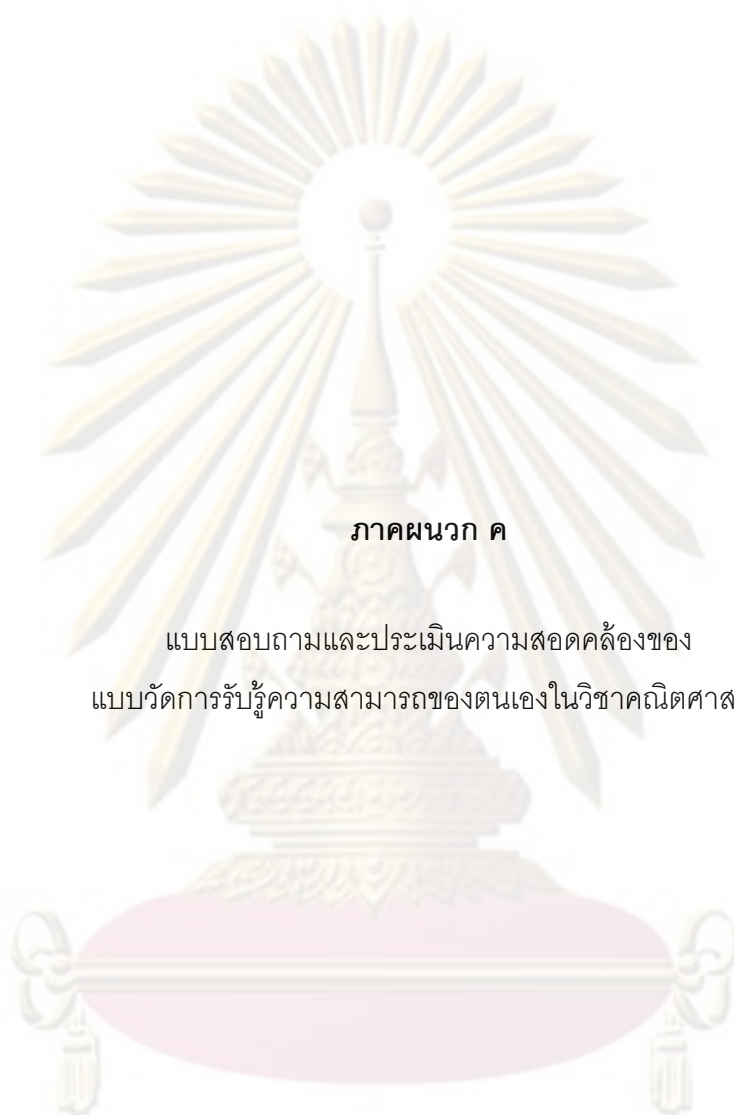 ภาคผนวก ค
แบบสอบถามและประเมินความสอดคล้องของ
แบบวัดการรับรู้ความสามารถของตนเองในวิชาคณิตศาส